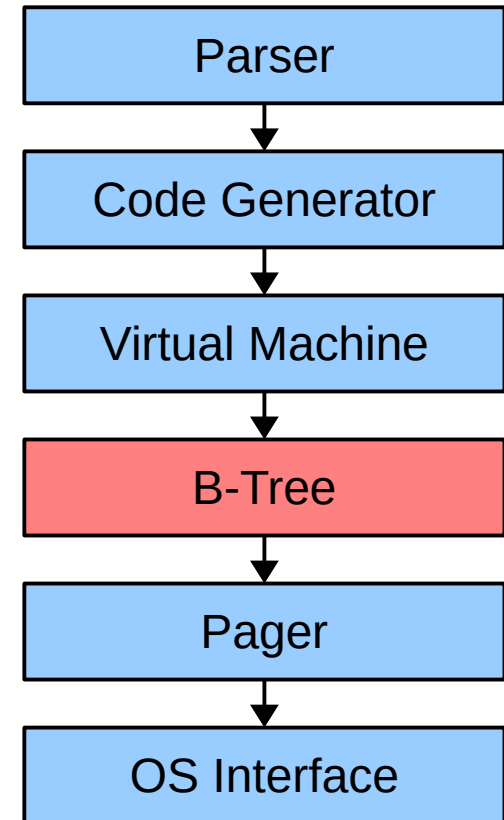 Parser
Code Generator
Virtual Machine
B-Tree
Pager
OS Interface